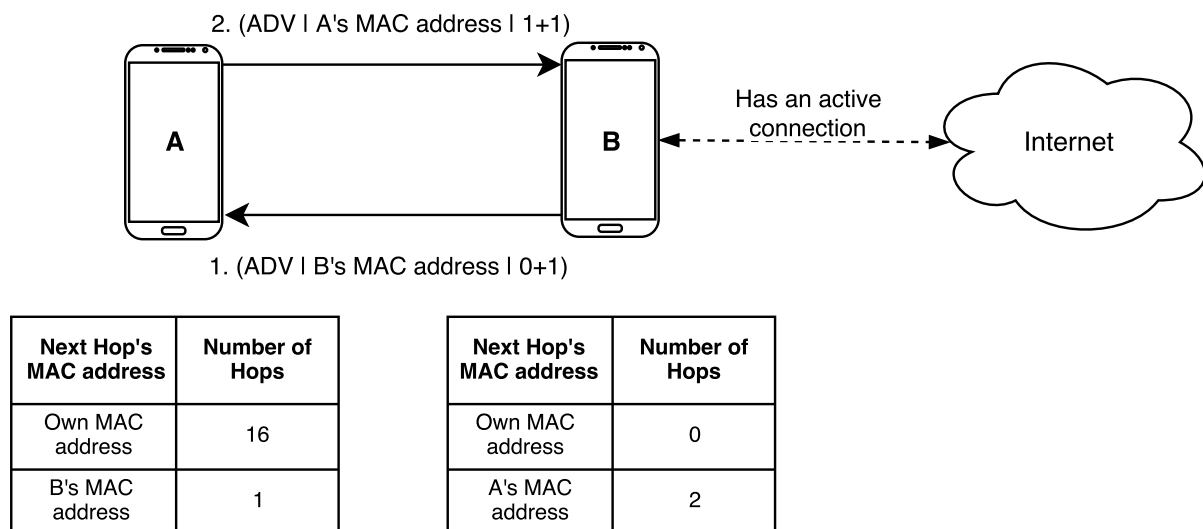 2. (ADV | A's MAC address | 1+1)
A
B
Has an active
connection
Internet
1. (ADV | B's MAC address | 0+1)
Next Hop's
MAC address
Number of
Hops
Own MAC
address
16
B's MAC
address
1
Next Hop's
MAC address
Number of
Hops
Own MAC
address
0
A's MAC
address
2